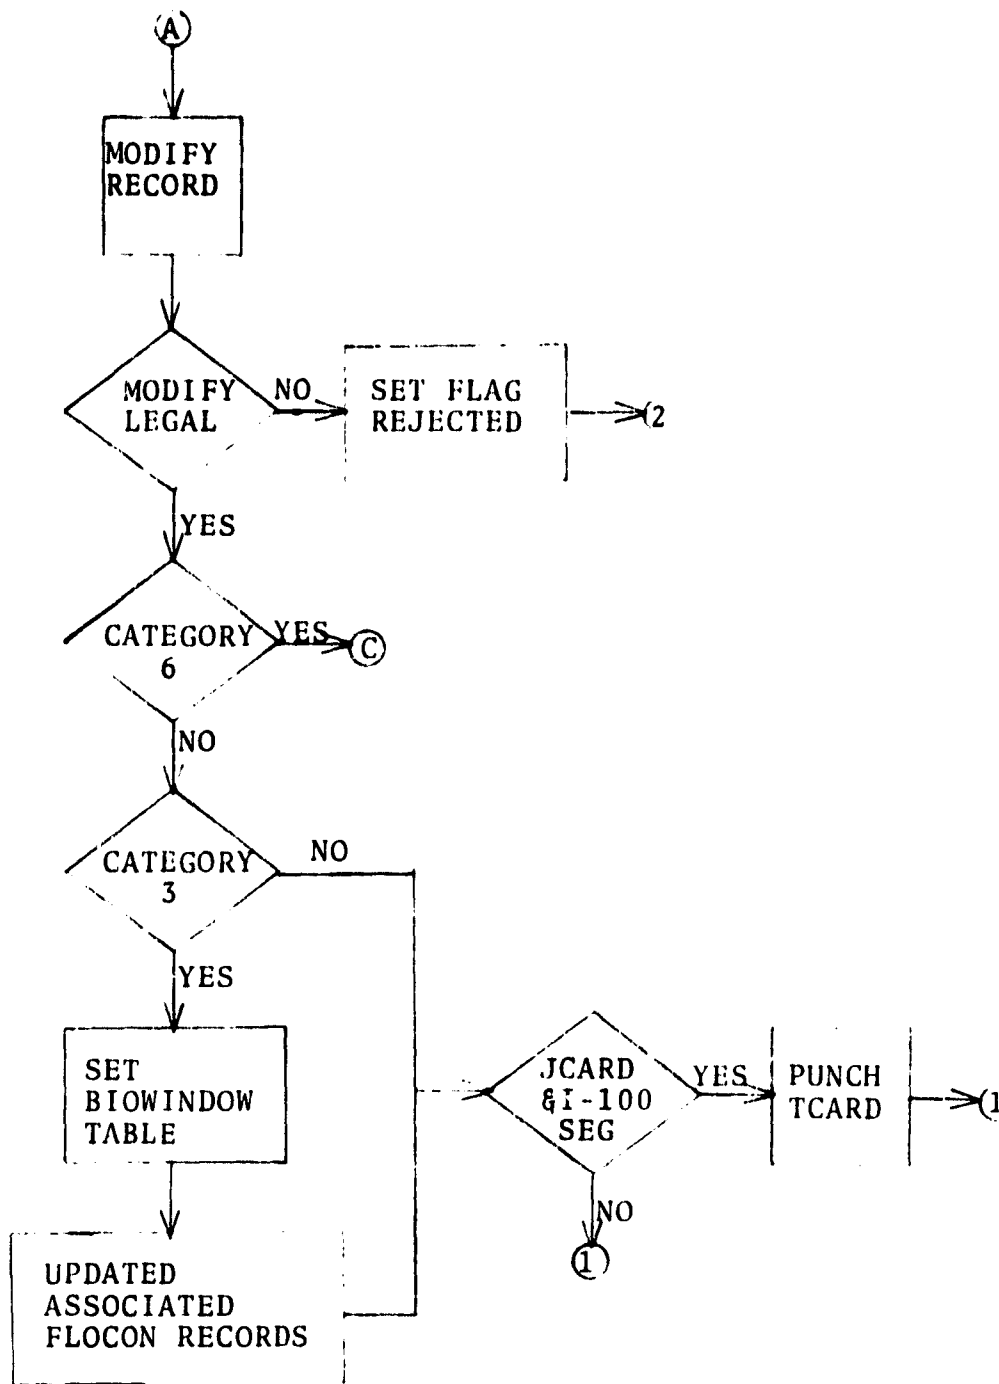 A
MODIFY
RECORD
MODIFY
LEGAL
NO
SET FLAG
REJECTED
2
YES
CATEGORY
6
YES
C
NO
CATEGORY
3
NO
YES
SET
BIOWINDOW
TABLE
JCARD
&I-100
SEG
YES
PUNCH
TCARD
1
NO
1
UPDATED
ASSOCIATED
FLOCON RECORDS